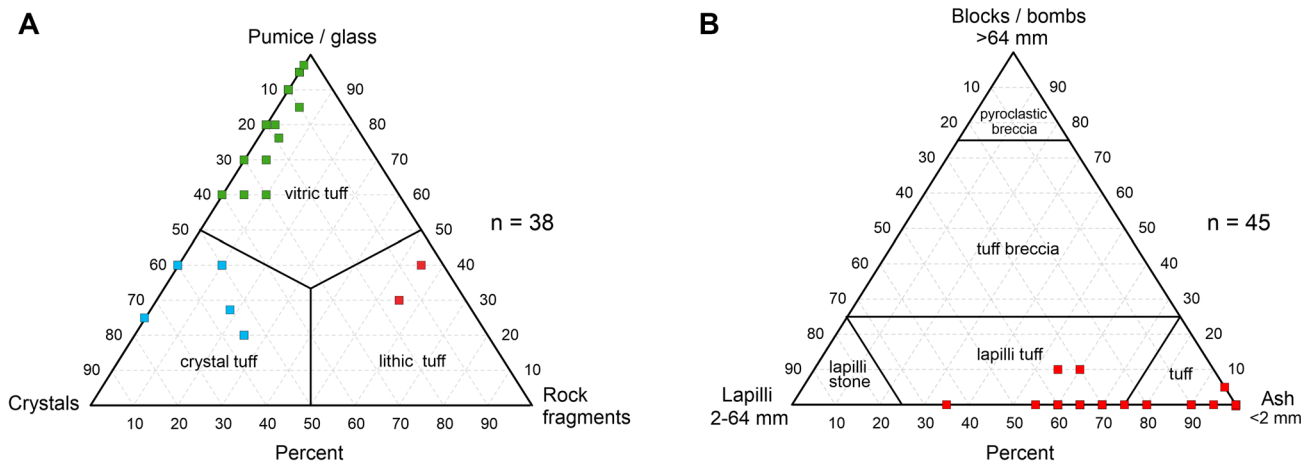 A
Pumice / glass
10
90
20
80
30
70
40
vitric tuff
60
50
50
n = 38
60
40
70
30
80
crystal tuff
lithic tuff
20
90
10
Crystals
Rock
fragments
10 20 30 40 50 60 70 80 90
Percent
B
Blocks / bombs
>64 mm
10
90
20
pyroclastic
breccia
80
30
70
40
60
50
tuff breccia
50
n = 45
60
40
70
30
80
lapilli tuff
20
90
lapilli
stone
tuff
10
Lapilli
2-64 mm
Ash
<2 mm
10 20 30 40 50 60 70 80 90
Percent